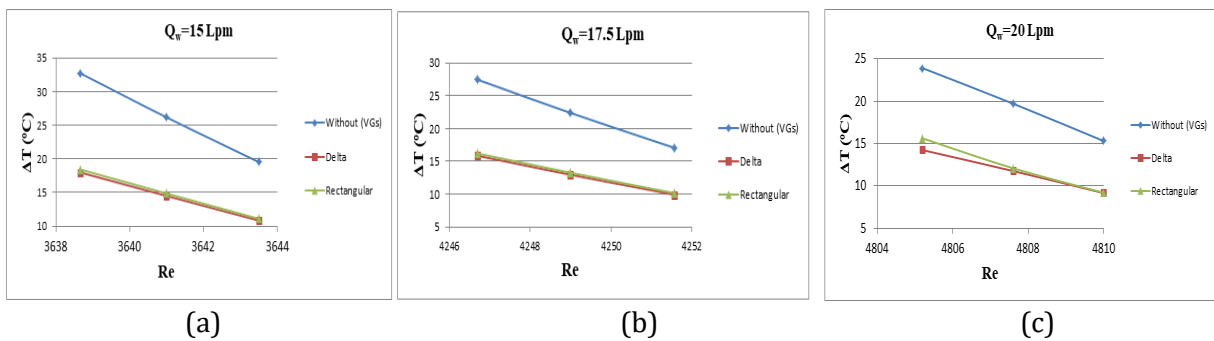 Qw=15 Lpm
35
30
25
20
15
10
ΔT (ºC)
3638 3640 3642 3644
Re
Without (VGs)
Delta
Rectangular
(a)
Qw=17.5 Lpm
30
25
20
15
10
5
ΔT (ºC)
4246 4248 4250 4252
Re
Without (VGs)
Delta
Rectangular
(b)
Qw=20 Lpm
25
20
15
10
5
ΔT (ºC)
4804 4806 4808 4810
Re
Without (VGs)
Delta
Rectangular
(c)